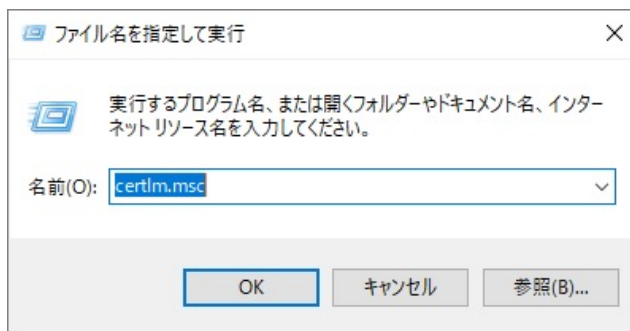 ファイル名を指定して実行
実行するプログラム名、または開くフォルダーやドキュメント名、インター
ネット リソース名を入力してください。
名前(O): certlm.msc
OK キャンセル 参照(B)...